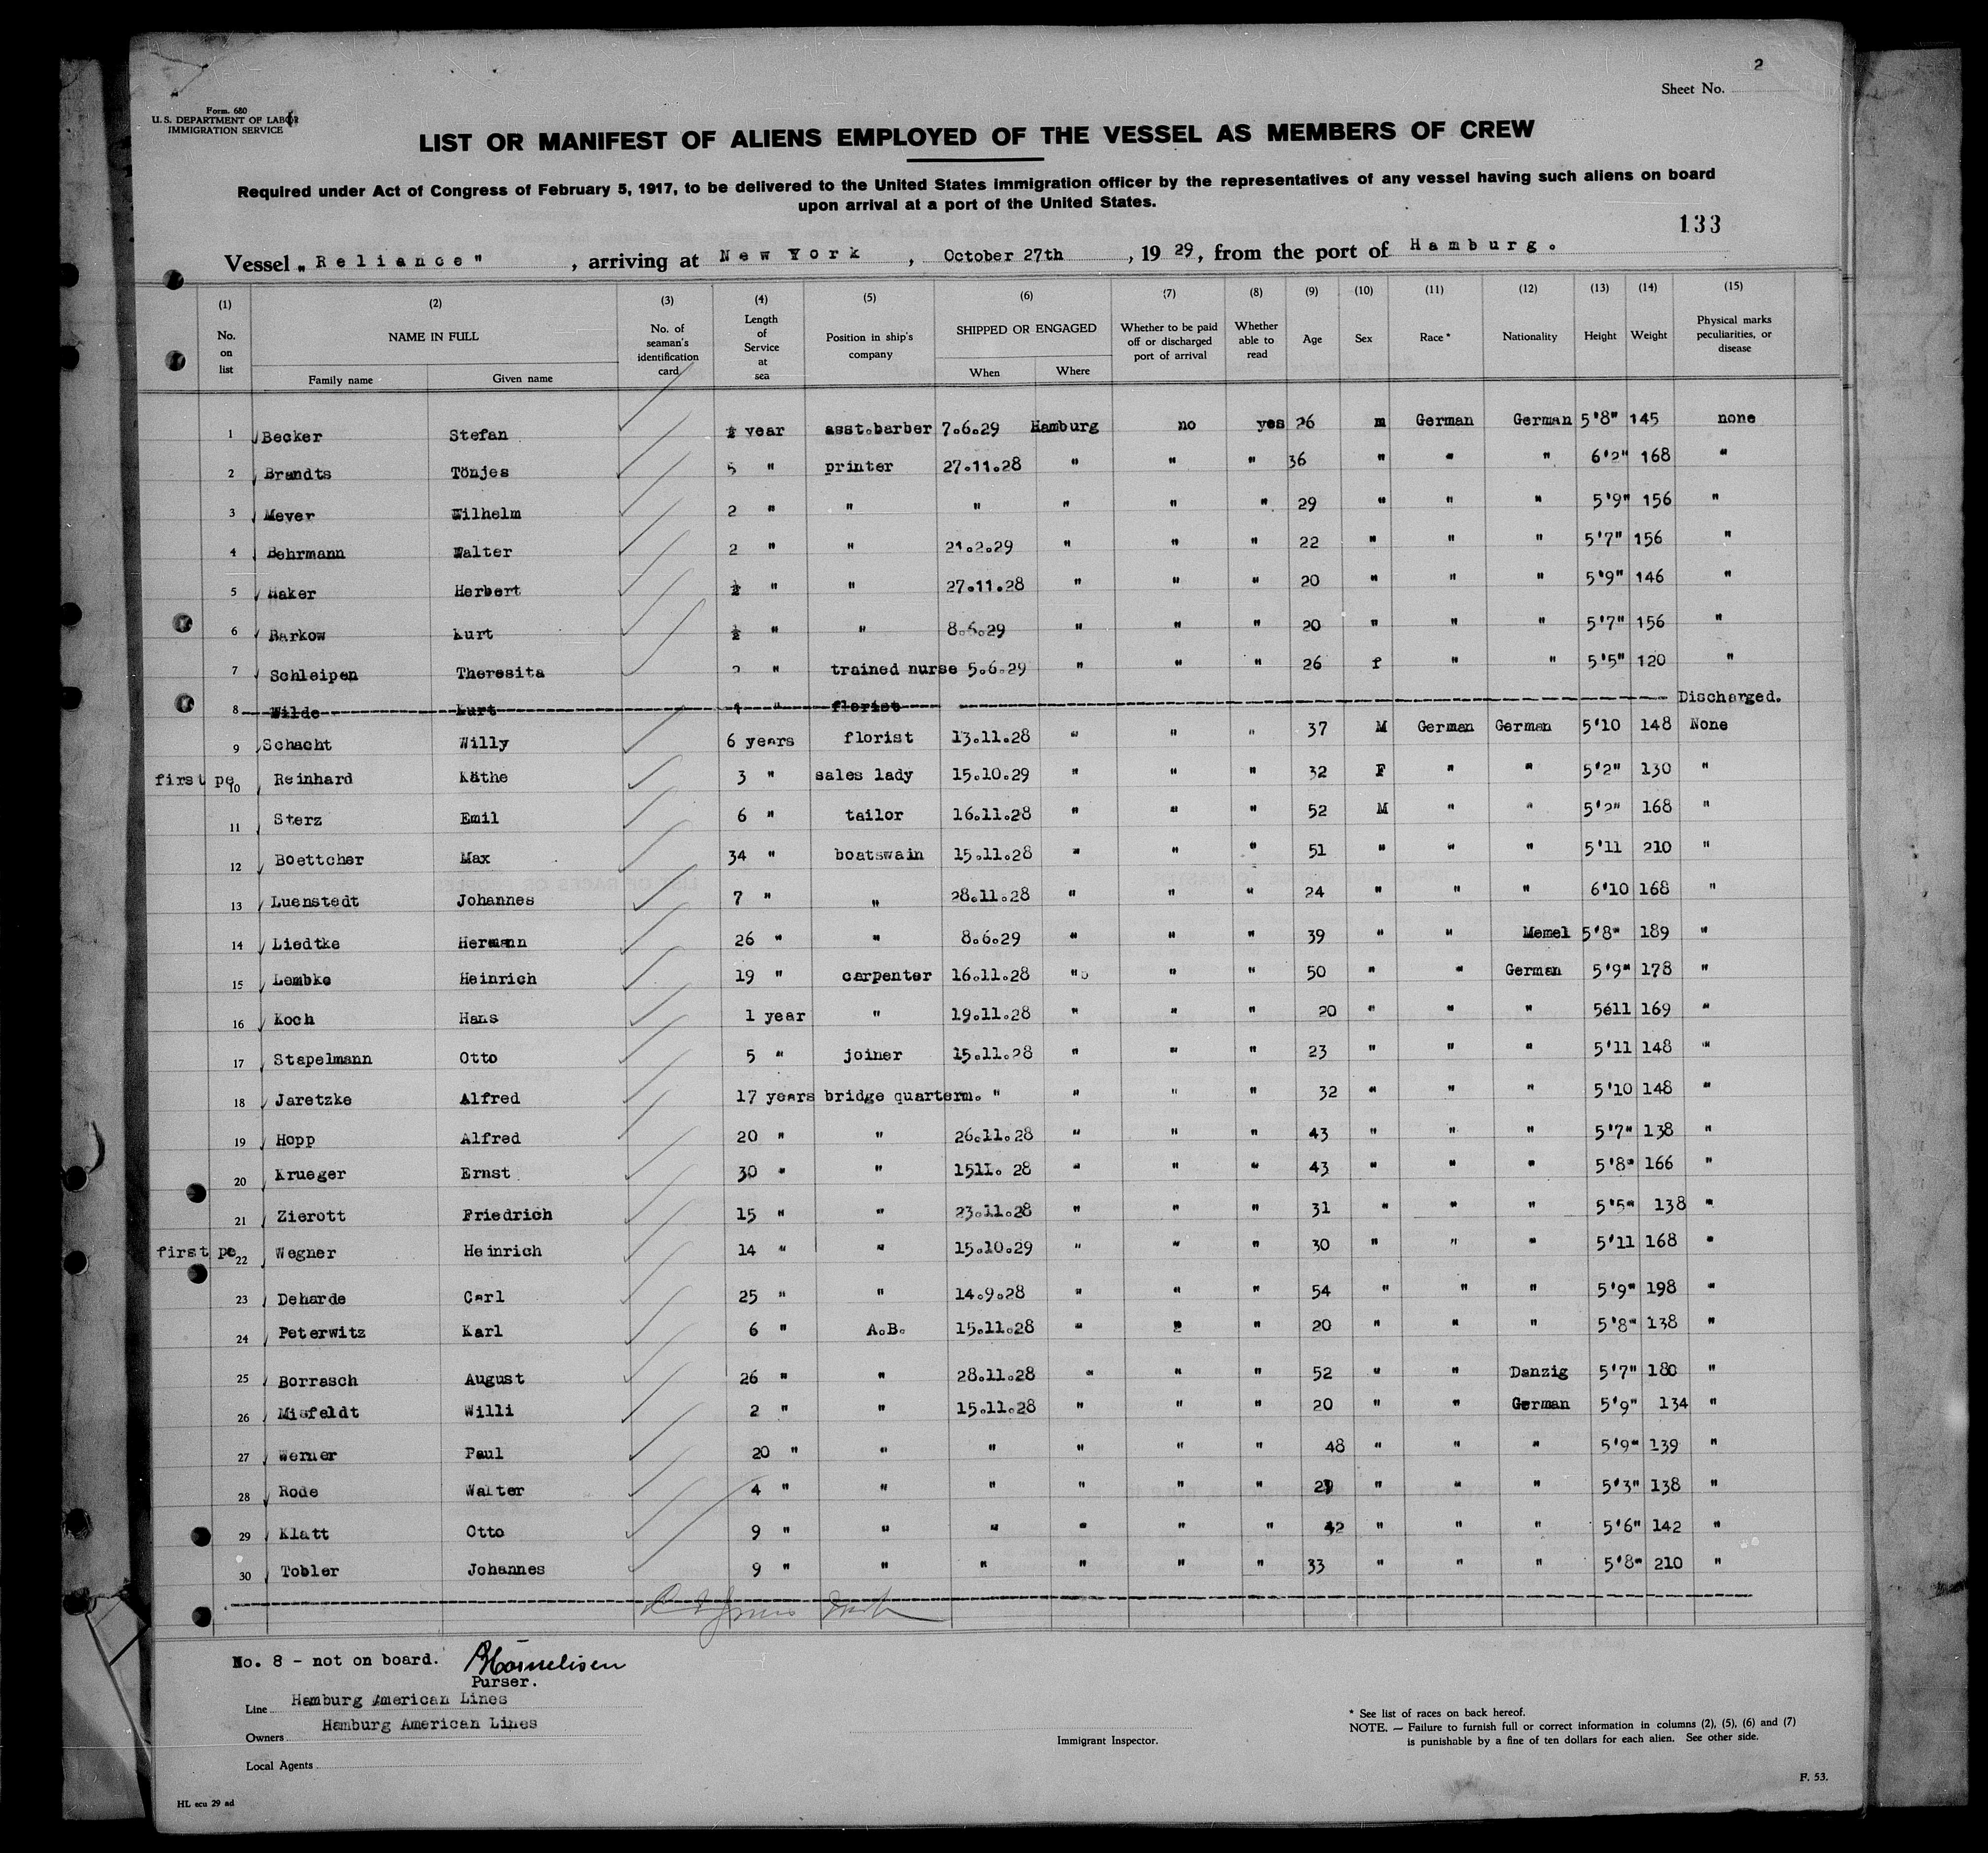 2
Sheet No.
Form. 680
U. S. DEPARTMENT OF LABOR
IMMIGRATION SERVICE
LIST OR MANIFEST OF ALIENS EMPLOYED OF THE VESSEL AS MEMBERS OF CREW
Required under Act of Congress of February 5, 1917, to be delivered to the United States immigration officer by the representatives of any vessel having such aliens on board
upon arrival at a port of the United States.
133
Vessel „Reliance" , arriving at New York , October 27th , 19 29, from the port of Hamburg.
(1) (2) (3) (4) (5) (6) (7) (8) (9) (10) (11) (12) (13) (14) (15)
No. on list
NAME IN FULL
Family name Given name
No. of seaman's identification card
Length of Service at sea
Position in ship's company
SHIPPED OR ENGAGED
When Where
Whether to be paid off or discharged port of arrival
Whether able to read
Age Sex Race * Nationality Height Weight
Physical marks peculiarities, or disease
1 Becker Stefan ½ year asst.barber 7.6.29 Hamburg no yes 26 m German German 5'8" 145 none
2 Brandts Tönjes 5 " printer 27.11.28 " " " 36 " " " 6'2" 168 "
3 Meyer Wilhelm 2 " " " " " " 29 " " " 5'9" 156 "
4 Behrmann Walter 2 " " 21.2.29 " " " 22 " " " 5'7" 156 "
5 Maker Herbert ½ " " 27.11.28 " " " 20 " " " 5'9" 146 "
6 Barkow Kurt ½ " " 8.6.29 " " " 20 " " " 5'7" 156 "
7 Schleipen Theresita " trained nurse 5.6.29 " " " 26 f " " 5'5" 120 "
8 Wilde Kurt 1 " florist Discharged.
9 Schacht Willy 6 years florist 13.11.28 " " " 37 M German German 5'10 148 None
first pe 10 Reinhard Käthe 3 " sales lady 15.10.29 " " " 32 F " " 5'2" 130 "
11 Sterz Emil 6 " tailor 16.11.28 " " " 52 M " " 5'2" 168 "
12 Boettcher Max 34 " boatswain 15.11.28 " " " 51 " " " 5'11 210 "
13 Luenstedt Johannes 7 " " 28.11.28 " " " 24 " " " 6'10 168 "
14 Liedtke Hermann 26 " " 8.6.29 " " " 39 " " Memel 5'8" 189 "
15 Lembke Heinrich 19 " carpenter 16.11.28 " " " 50 " " German 5'9" 178 "
16 Koch Hans 1 year " 19.11.28 " " " 20 " " " 5é11 169 "
17 Stapelmann Otto 5 " joiner 15.11.28 " " " 23 " " " 5'11 148 "
18 Jaretzke Alfred 17 years bridge quarterm. " " " " 32 " " " 5'10 148 "
19 Hopp Alfred 20 " " 26.11.28 " " " 43 " " " 5'7" 138 "
20 Krueger Ernst 30 " " 1511. 28 " " " 43 " " " 5'8" 166 "
21 Zierott Friedrich 15 " " 23.11.28 " " " 31 " " " 5'5" 138 "
first pe 22 Wegner Heinrich 14 " " 15.10.29 " " " 30 " " " 5'11 168 "
23 Deharde Carl 25 " " 14.9.28 " " " 54 " " " 5'9" 198 "
24 Peterwitz Karl 6 " A.B. 15.11.28 " " " 20 " " " 5'8" 138 "
25 Borrasch August 26 " " 28.11.28 " " " 52 " " Danzig 5'7" 180 "
26 Misfeldt Willi 2 " " 15.11.28 " " " 20 " " German 5'9" 134 "
27 Werner Paul 20 " " " " " " 48 " " " 5'9" 139 "
28 Rode Walter 4 " " " " " " 29 " " " 5'3" 138 "
29 Klatt Otto 9 " " " " " " 42 " " " 5'6" 142 "
30 Tobler Johannes 9 " " " " " " 33 " " " 5'8" 210 "
No. 8 - not on board. Purser.
Line Hamburg American Lines
Owners Hamburg American Lines
Local Agents
Immigrant Inspector.
* See list of races on back hereof.
NOTE. — Failure to furnish full or correct information in columns (2), (5), (6) and (7)
is punishable by a fine of ten dollars for each alien. See other side.
F. 53.
HL ecu 29 ad